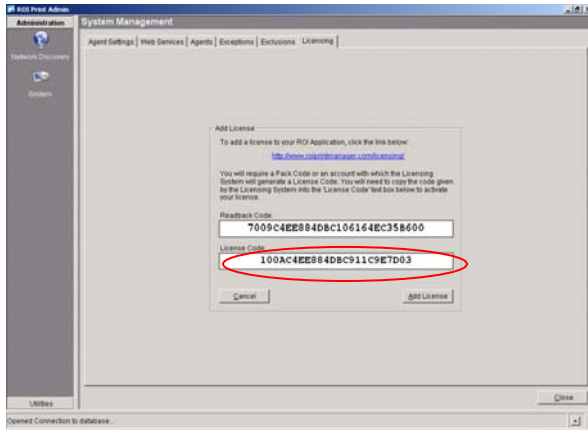 ROI Print Admin
Administration
System Management
Agent Settings
Web Services
Agents
Exceptions
Exclusions
Licensing
Network Discovery
System
Add License
To add a license to your ROI Application, click the link below:
http://www.roiprintmanager.com/licensing/
You will require a Pack Code or an account with which the Licensing
System will generate a License Code. You will need to copy the code given
by the Licensing System into the 'License Code' text box below to activate
your license.
Readback Code:
7009C4EE884DBC106164EC35B600
License Code:
100AC4EE884DBC911C9E7D03
Cancel
Add License
Utilities
Close
Opened Connection to database...